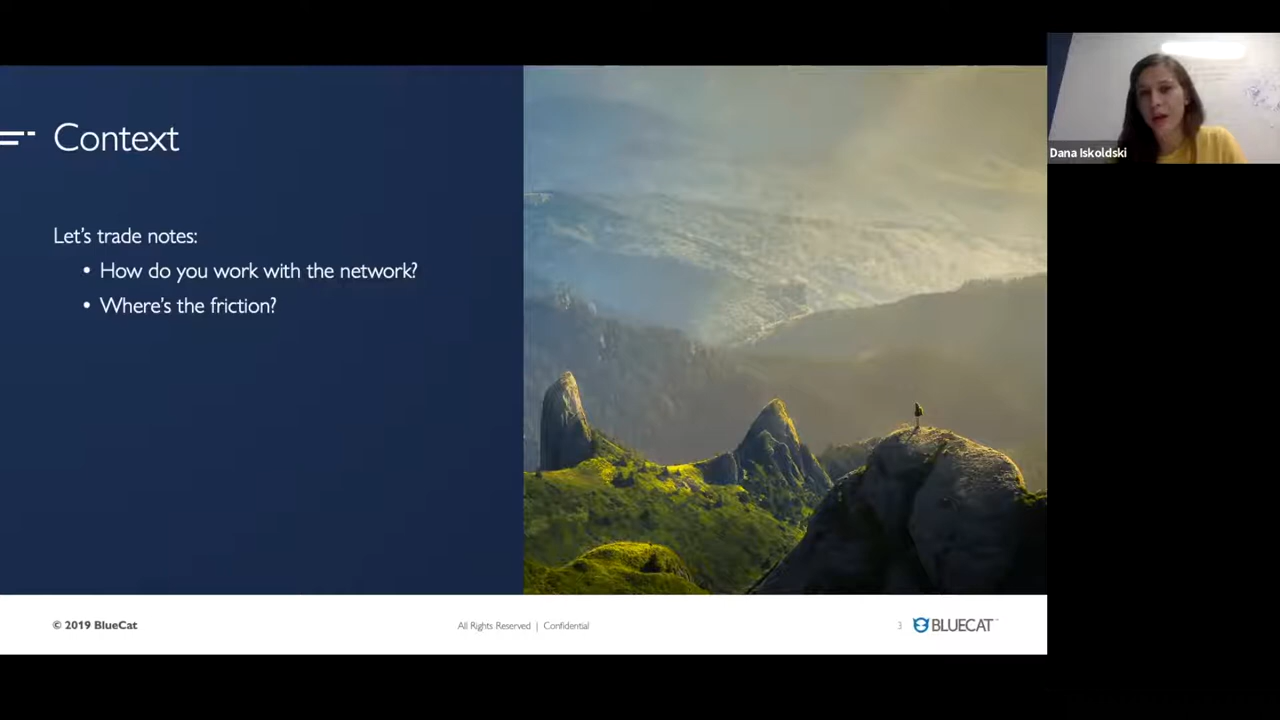 Context
Let's trade notes:
• How do you work with the network?
• Where's the friction?
© 2019 BlueCat
All Rights Reserved | Confidential
3
BLUECAT™
Dana Iskoldski